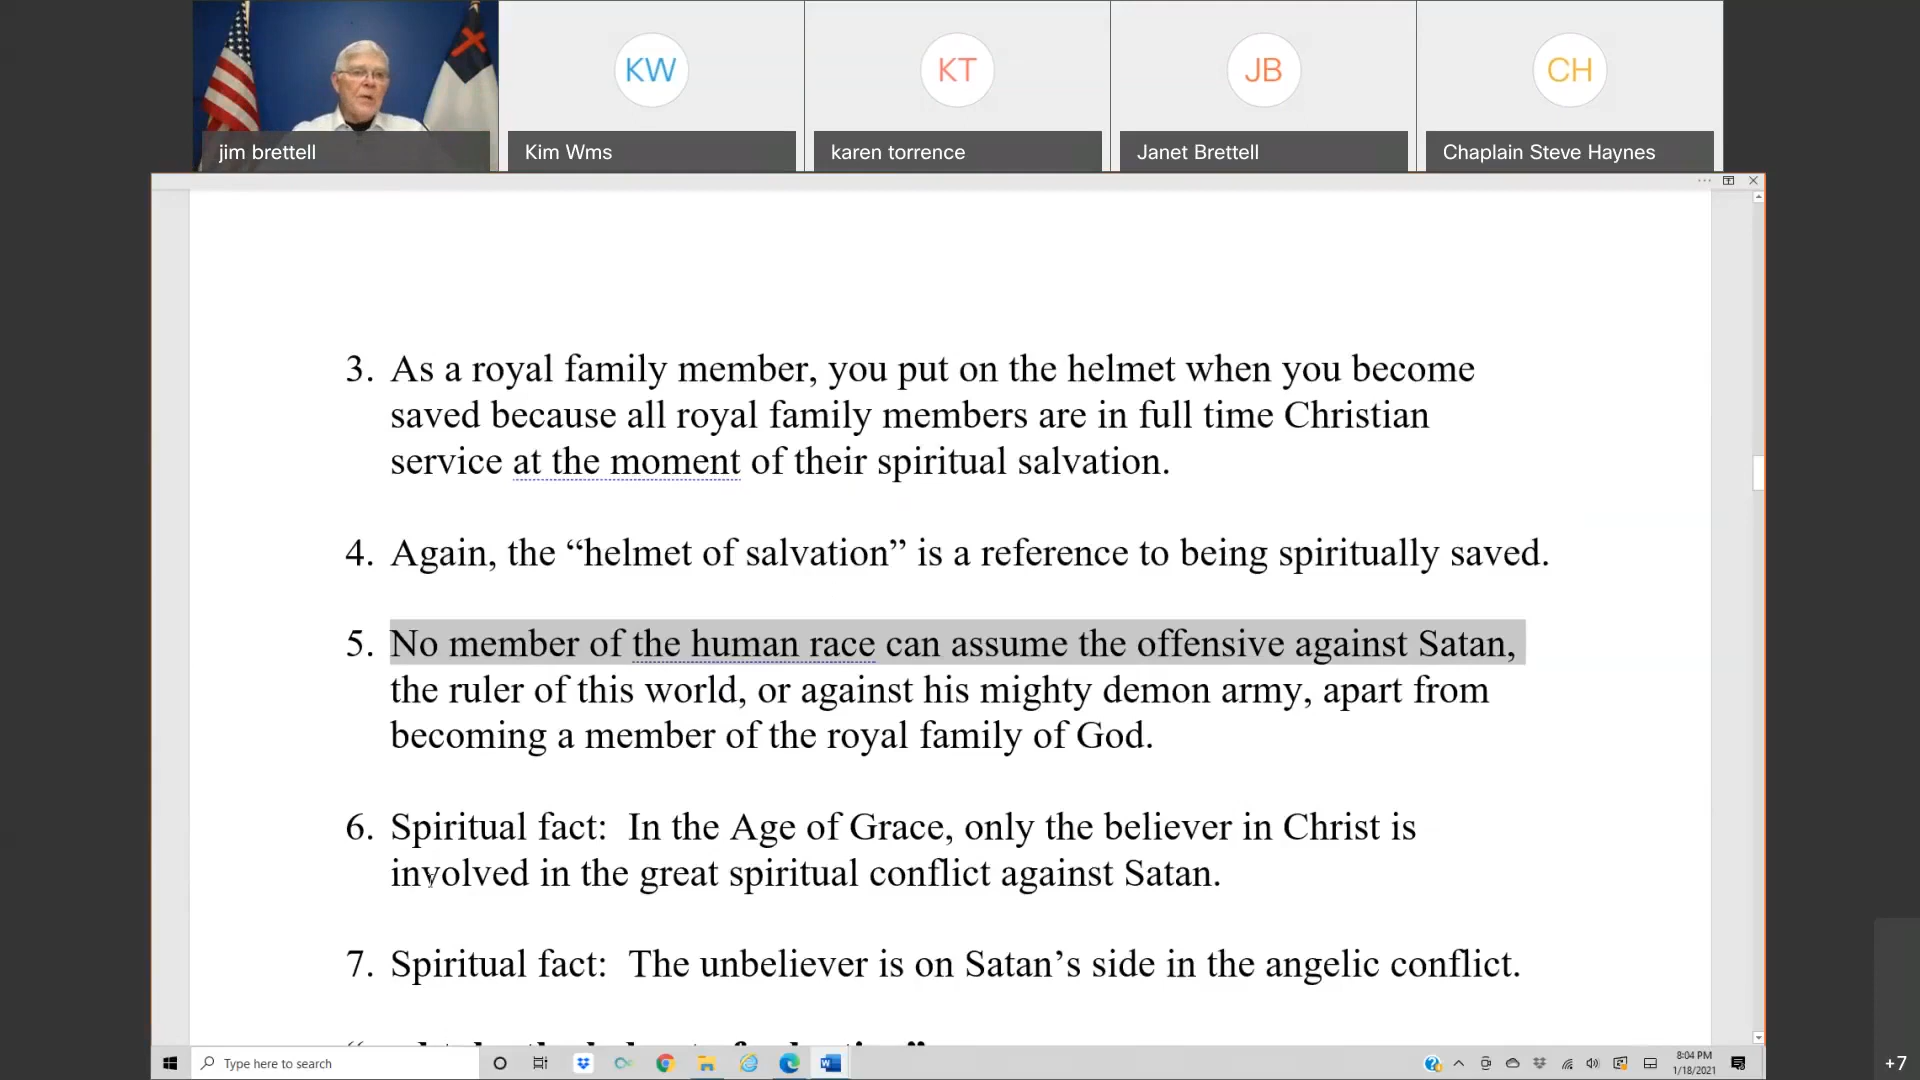 KW
KT
JB
CH
jim brettell
Kim Wms
karen torrence
Janet Brettell
Chaplain Steve Haynes
3. As a royal family member, you put on the helmet when you become
saved because all royal family members are in full time Christian
service at the moment of their spiritual salvation.
4. Again, the “helmet of salvation” is a reference to being spiritually saved.
5. No member of the human race can assume the offensive against Satan,
the ruler of this world, or against his mighty demon army, apart from
becoming a member of the royal family of God.
6. Spiritual fact:  In the Age of Grace, only the believer in Christ is
involved in the great spiritual conflict against Satan.
7. Spiritual fact:  The unbeliever is on Satan’s side in the angelic conflict.
Type here to search
8:04 PM
1/18/2021
+7